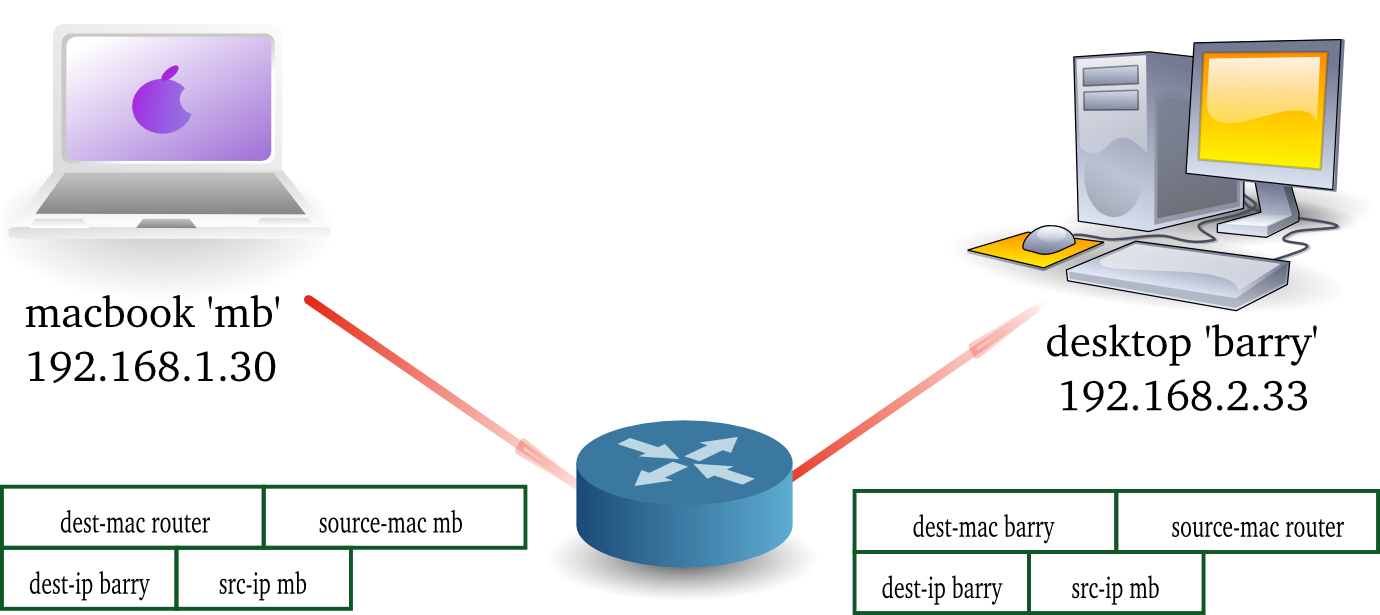 macbook 'mb'
192.168.1.30
desktop 'barry'
192.168.2.33
dest-mac router
source-mac mb
dest-ip barry
src-ip mb
dest-mac barry
source-mac router
dest-ip barry
src-ip mb